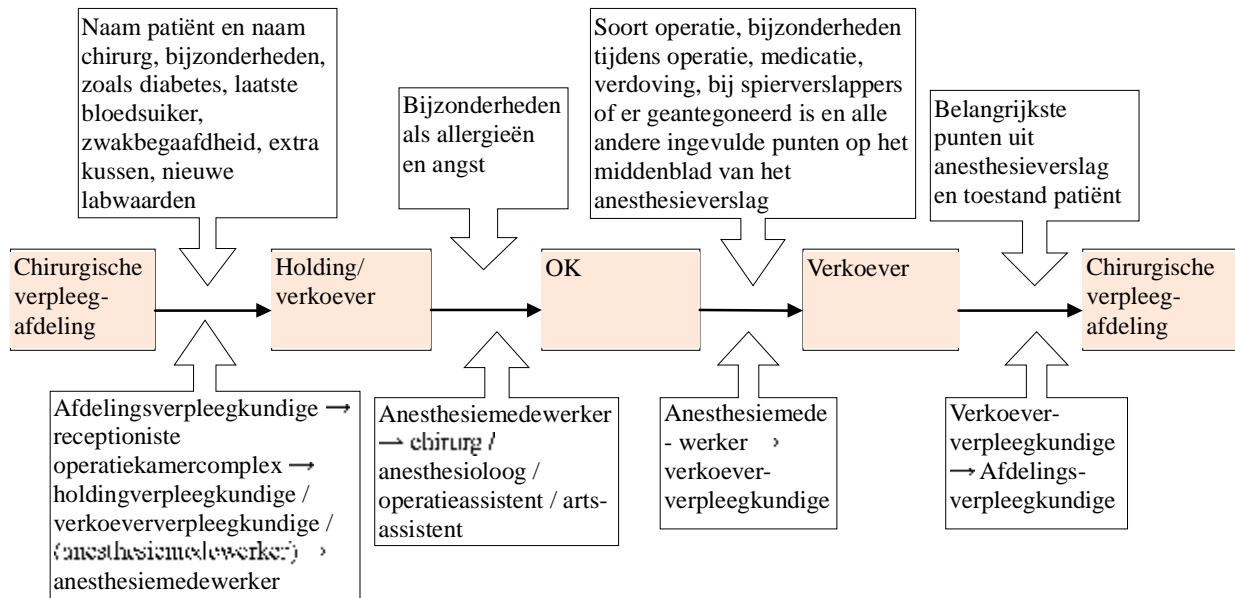 Naam patiënt en naam
chirurg, bijzonderheden,
zoals diabetes, laatste
bloedsuiker,
zwakbegaafdheid, extra
kussen, nieuwe
labwaarden
Bijzonderheden
als allergieën
en angst
Soort operatie, bijzonderheden
tijdens operatie, medicatie,
verdoving, bij spierverslappers
of er geantegoneerd is en alle
andere ingevulde punten op het
middenblad van het
anesthesieverslag
Belangrijkste
punten uit
anesthesieverslag
en toestand patiënt
Chirurgische
verpleeg-
afdeling
Holding/
verkoever
OK
Verkoever
Chirurgische
verpleeg-
afdeling
Afdelingsverpleegkundige →
receptioniste
operatiekamercomplex →
holdingverpleegkundige /
verkoeververpleegkundige /
(anesthesiemedewerker) →
anesthesiemedewerker
Anesthesiemedewerker
→ chirurg /
anesthesioloog /
operatieassistent / arts-
assistent
Anesthesiemede
- werker →
verkoever-
verpleegkundige
Verkoever-
verpleegkundige
→ Afdelings-
verpleegkundige